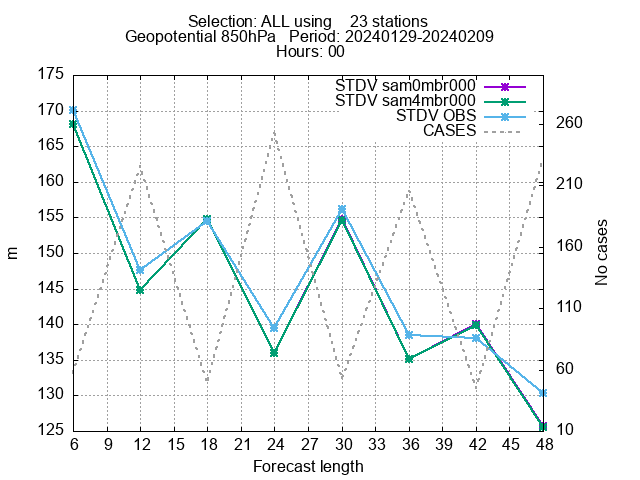 Selection: ALL using 23 stations
Geopotential 850hPa Period: 20240129-20240209
Hours: 00
STDV sam0mbr000
STDV sam4mbr000
STDV OBS
CASES
175
170
165
160
155
150
145
140
135
130
125
m
260
210
160
110
60
10
No cases
6 9 12 15 18 21 24 27 30 33 36 39 42 45 48
Forecast length